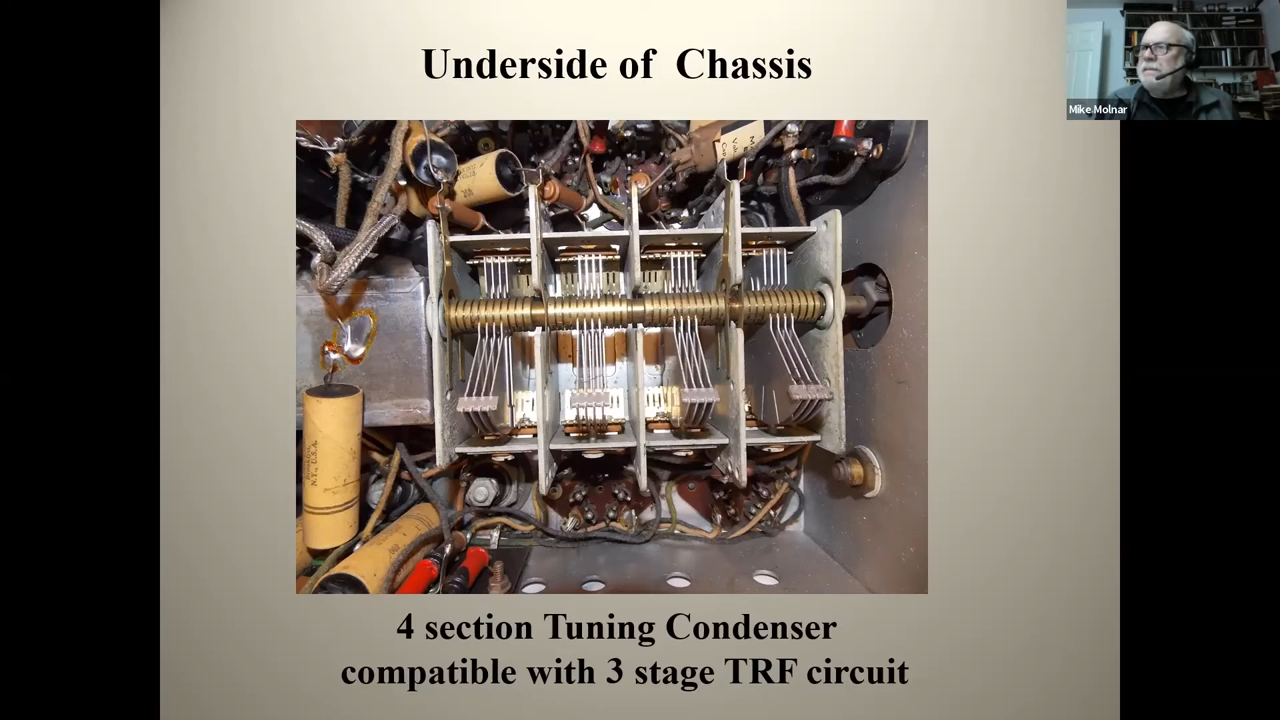 Underside of Chassis
Mike Molnar
N.Y., U.S.A.
4 section Tuning Condenser
compatible with 3 stage TRF circuit